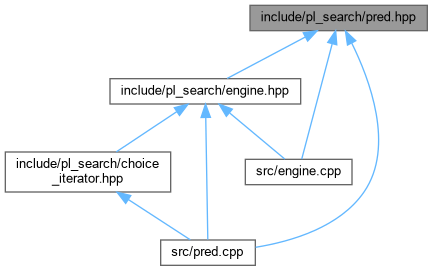 include/pl_search/pred.hpp
include/pl_search/engine.hpp
include/pl_search/choice
_iterator.hpp
src/engine.cpp
src/pred.cpp